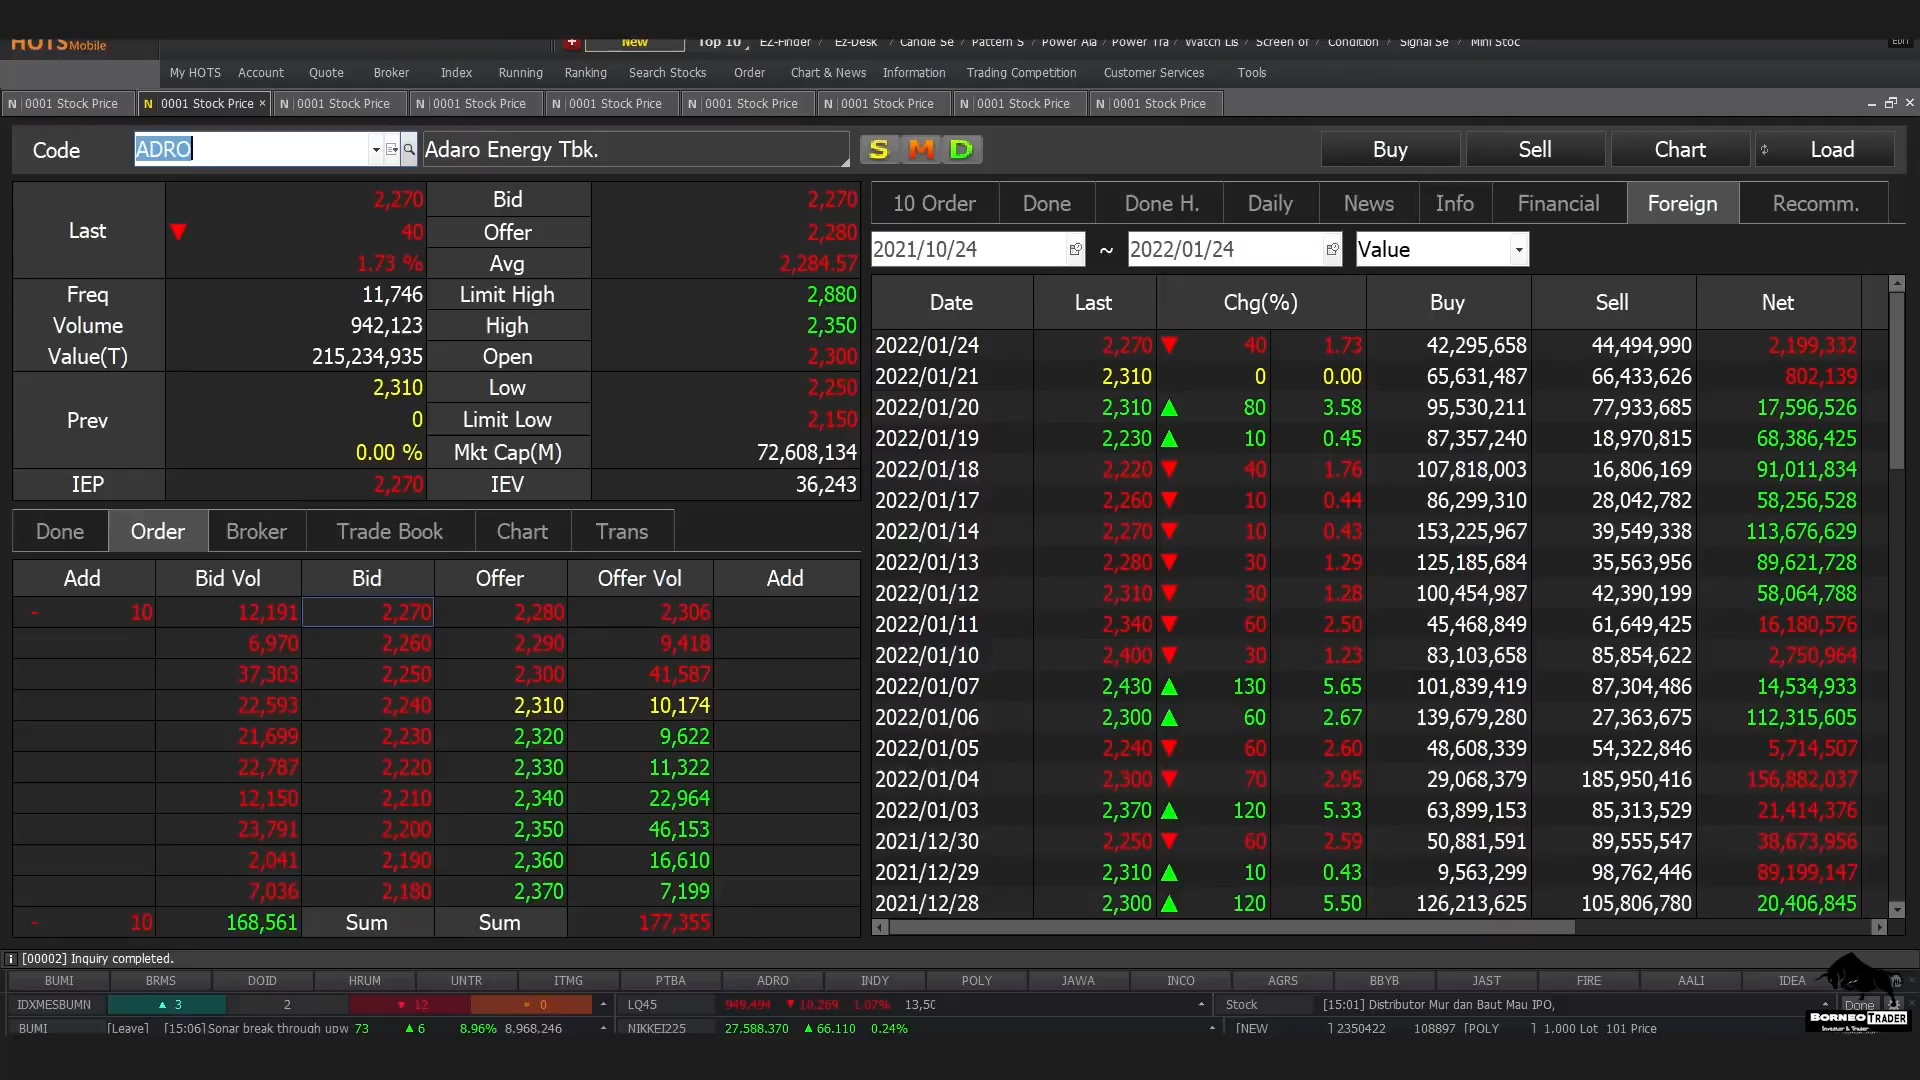 HOTS Mobile New Top 10 EZ-Finder Ez-Desk Candle Se Pattern S Power Ala Power Tra Watch Lis Screen of Condition Signal Se Mini Stoc EDIT
My HOTS Account Quote Broker Index Running Ranking Search Stocks Order Chart & News Information Trading Competition Customer Services Tools
N 0001 Stock Price N 0001 Stock Price × N 0001 Stock Price N 0001 Stock Price N 0001 Stock Price N 0001 Stock Price N 0001 Stock Price N 0001 Stock Price N 0001 Stock Price
Code ADRO Adaro Energy Tbk. S M D Buy Sell Chart Load
Last ▼ 2,270 40 1.73 %
Bid 2,270
Offer 2,280
Avg 2,284.57
Freq 11,746 Limit High 2,880
Volume 942,123 High 2,350
Value(T) 215,234,935 Open 2,300
Prev 2,310 0 0.00 %
Low 2,250
Limit Low 2,150
Mkt Cap(M) 72,608,134
IEP 2,270 IEV 36,243
Done Order Broker Trade Book Chart Trans
Add Bid Vol Bid Offer Offer Vol Add
- 10 12,191 2,270 2,280 2,306
6,970 2,260 2,290 9,418
37,303 2,250 2,300 41,587
22,593 2,240 2,310 10,174
21,699 2,230 2,320 9,622
22,787 2,220 2,330 11,322
12,150 2,210 2,340 22,964
23,791 2,200 2,350 46,153
2,041 2,190 2,360 16,610
7,036 2,180 2,370 7,199
- 10 168,561 Sum Sum 177,355
10 Order Done Done H. Daily News Info Financial Foreign Recomm.
2021/10/24 ~ 2022/01/24 Value
Date Last Chg(%) Buy Sell Net
2022/01/24 2,270 ▼ 40 1.73 42,295,658 44,494,990 2,199,332
2022/01/21 2,310 0 0.00 65,631,487 66,433,626 802,139
2022/01/20 2,310 ▲ 80 3.58 95,530,211 77,933,685 17,596,526
2022/01/19 2,230 ▲ 10 0.45 87,357,240 18,970,815 68,386,425
2022/01/18 2,220 ▼ 40 1.76 107,818,003 16,806,169 91,011,834
2022/01/17 2,260 ▼ 10 0.44 86,299,310 28,042,782 58,256,528
2022/01/14 2,270 ▼ 10 0.43 153,225,967 39,549,338 113,676,629
2022/01/13 2,280 ▼ 30 1.29 125,185,684 35,563,956 89,621,728
2022/01/12 2,310 ▼ 30 1.28 100,454,987 42,390,199 58,064,788
2022/01/11 2,340 ▼ 60 2.50 45,468,849 61,649,425 16,180,576
2022/01/10 2,400 ▼ 30 1.23 83,103,658 85,854,622 2,750,964
2022/01/07 2,430 ▲ 130 5.65 101,839,419 87,304,486 14,534,933
2022/01/06 2,300 ▲ 60 2.67 139,679,280 27,363,675 112,315,605
2022/01/05 2,240 ▼ 60 2.60 48,608,339 54,322,846 5,714,507
2022/01/04 2,300 ▼ 70 2.95 29,068,379 185,950,416 156,882,037
2022/01/03 2,370 ▲ 120 5.33 63,899,153 85,313,529 21,414,376
2021/12/30 2,250 ▼ 60 2.59 50,881,591 89,555,547 38,673,956
2021/12/29 2,310 ▲ 10 0.43 9,563,299 98,762,446 89,199,147
2021/12/28 2,300 ▲ 120 5.50 126,213,625 105,806,780 20,406,845
[00002] Inquiry completed.
BUMI BRMS DOID HRUM UNTR ITMG PTBA ADRO INDY POLY JAWA INCO AGRS BBYB JAST FIRE AALI IDEA
IDXMESBUMN ▲ 3 2 ▼ 12 * 0 LQ45 949,494 ▼ 10.269 1.07% 13,50 Stock [15:01] Distributor Mur dan Baut Mau IPO, Done
BUMI [Leave] [15:06] Sonar break through upw 73 ▲ 6 8.96% 8,968,246 NIKKEI225 27,588.370 ▲ 66.110 0.24% [NEW ] 2350422 108897 [POLY ] 1,000 Lot 101 Price
BORNEO TRADER
Investor & Trader